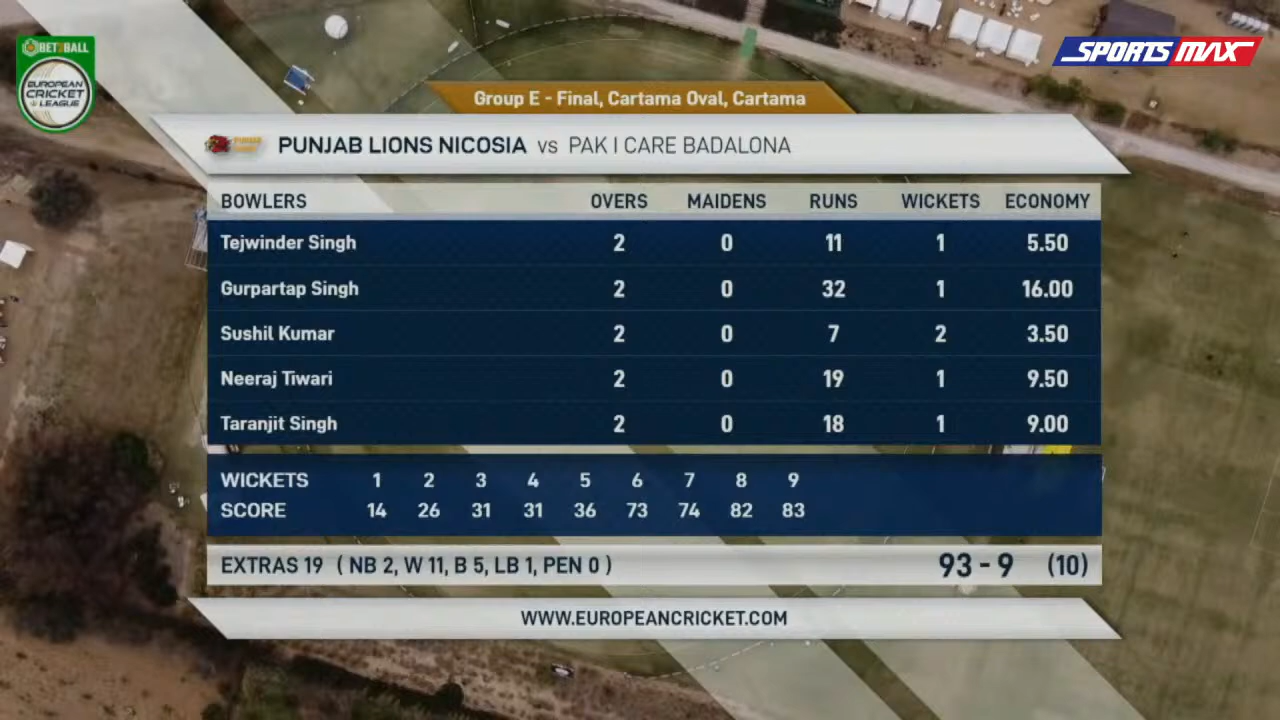 BET2BALL
EUROPEAN
CRICKET
LEAGUE
SPORTSMAX
Group E - Final, Cartama Oval, Cartama
PUNJAB LIONS NICOSIA vs PAK I CARE BADALONA
BOWLERS OVERS MAIDENS RUNS WICKETS ECONOMY
Tejwinder Singh 2 0 11 1 5.50
Gurpartap Singh 2 0 32 1 16.00
Sushil Kumar 2 0 7 2 3.50
Neeraj Tiwari 2 0 19 1 9.50
Taranjit Singh 2 0 18 1 9.00
WICKETS 1 2 3 4 5 6 7 8 9
SCORE 14 26 31 31 36 73 74 82 83
EXTRAS 19 ( NB 2, W 11, B 5, LB 1, PEN 0 ) 93 - 9 (10)
WWW.EUROPEANCRICKET.COM